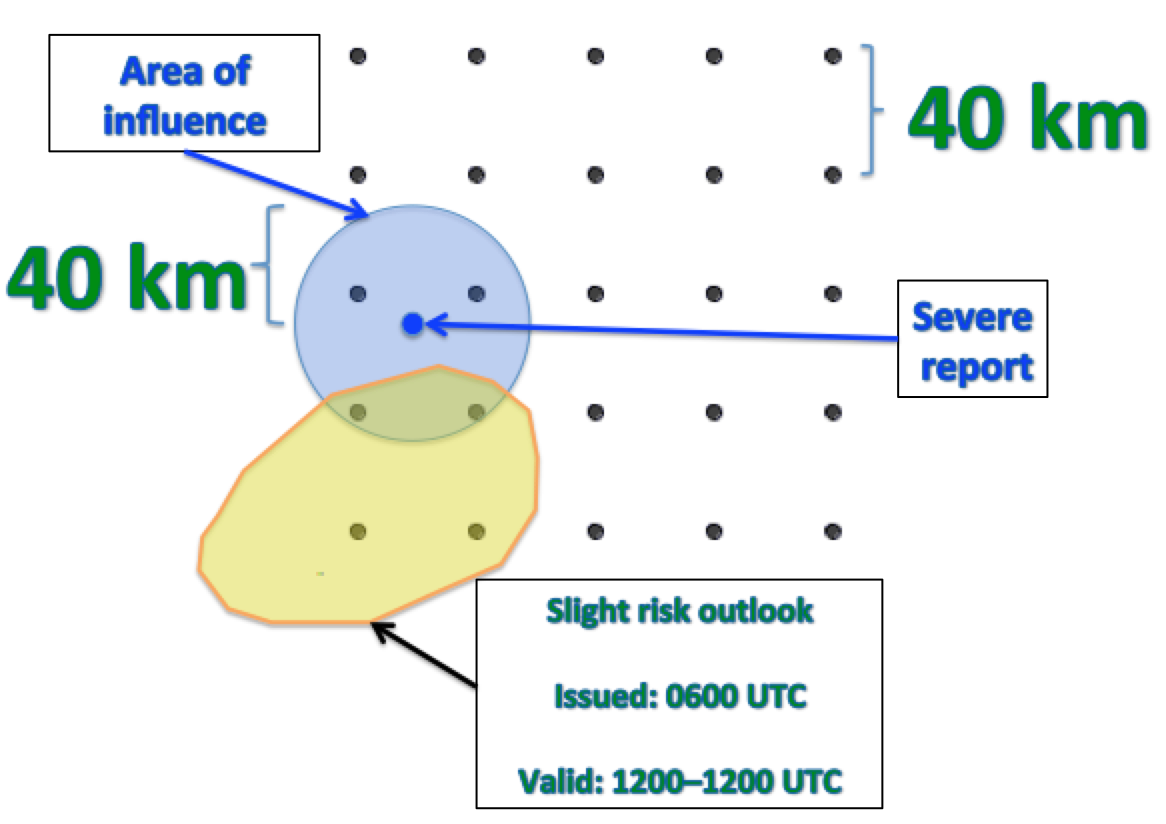 Area of
influence
40 km
40 km
Severe
report
Slight risk outlook
Issued: 0600 UTC
Valid: 1200–1200 UTC